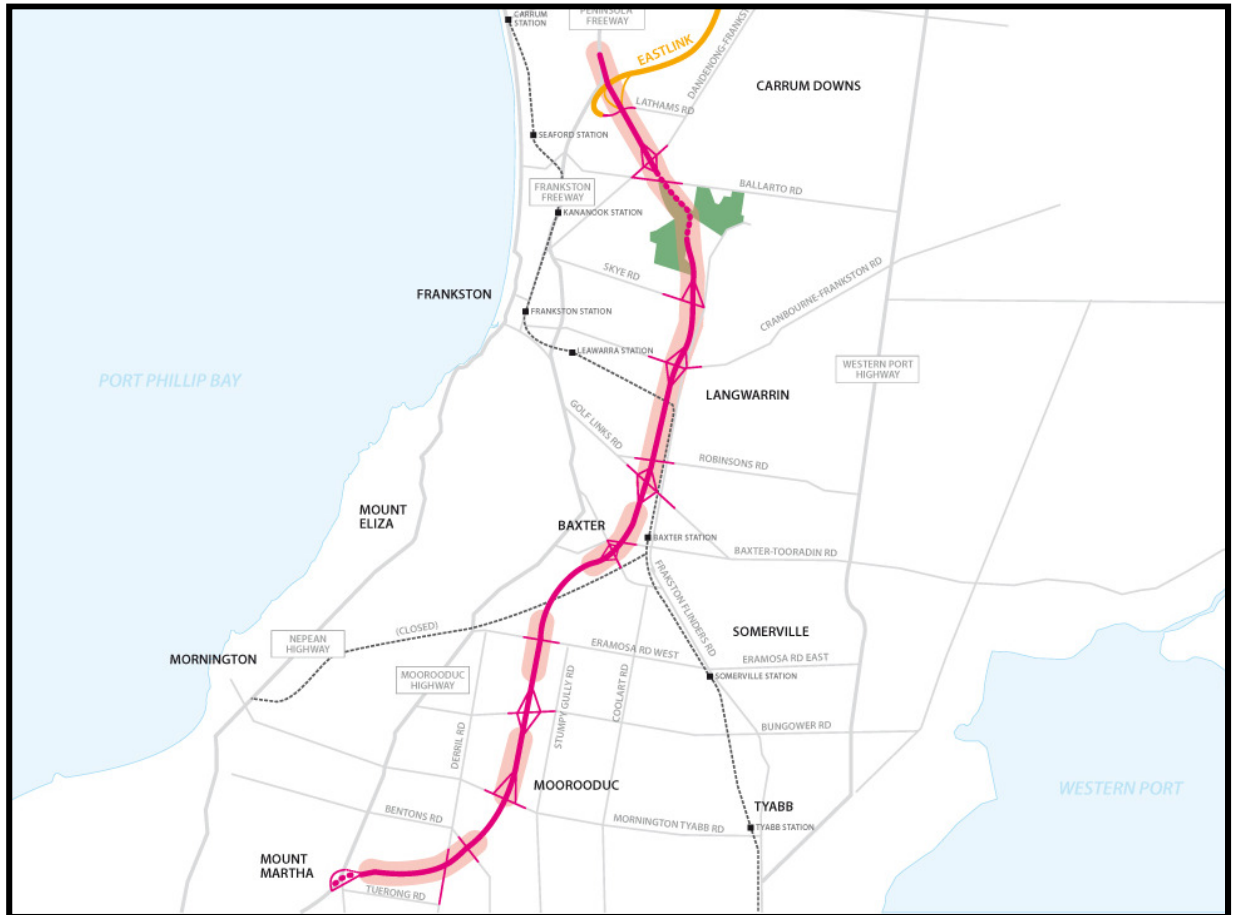 CARRUM
STATION
PENINSULA
FREEWAY
EASTLINK
DANDENONG-FRANKST
CARRUM DOWNS
LATHAMS RD
SEAFORD STATION
FRANKSTON
FREEWAY
BALLARTO RD
KANANOOK STATION
SKYE RD
CRANBOURNE-FRANKSTON RD
FRANKSTON
FRANKSTON STATION
LEAWARRA STATION
WESTERN PORT
HIGHWAY
PORT PHILLIP BAY
LANGWARRIN
GOLF LINKS RD
ROBINSONS RD
MOUNT
ELIZA
BAXTER
BAXTER STATION
BAXTER-TOORADIN RD
FRAKSTON FLINDERS RD
(CLOSED)
NEPEAN
HIGHWAY
SOMERVILLE
ERAMOSA RD WEST
ERAMOSA RD EAST
MORNINGTON
MOOROODUC
HIGHWAY
SOMERVILLE STATION
STUMPY GULLY RD
COOLART RD
DERRIL RD
BUNGOWER RD
MOOROODUC
WESTERN PORT
BENTONS RD
MORNINGTON TYABB RD
TYABB
TYABB STATION
MOUNT
MARTHA
TUERONG RD